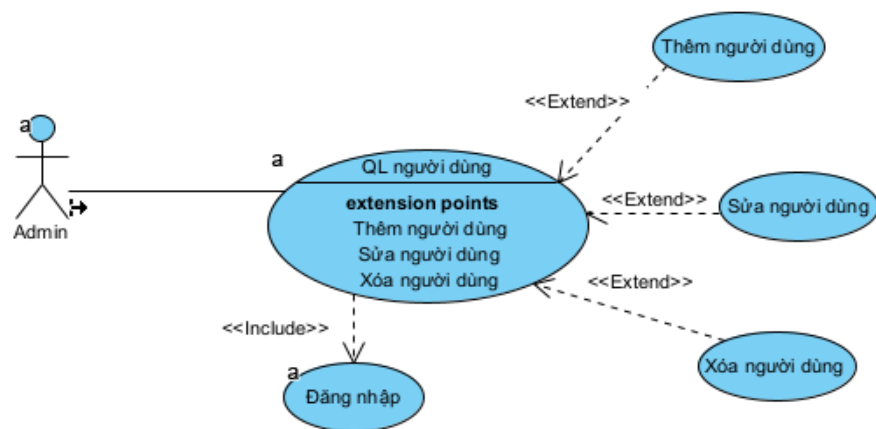 Thêm người dùng
<<Extend>>
a
a
QL người dùng
extension points
Thêm người dùng
Sửa người dùng
Xóa người dùng
Admin
<<Extend>>
Sửa người dùng
<<Extend>>
<<Include>>
Xóa người dùng
a
Đăng nhập